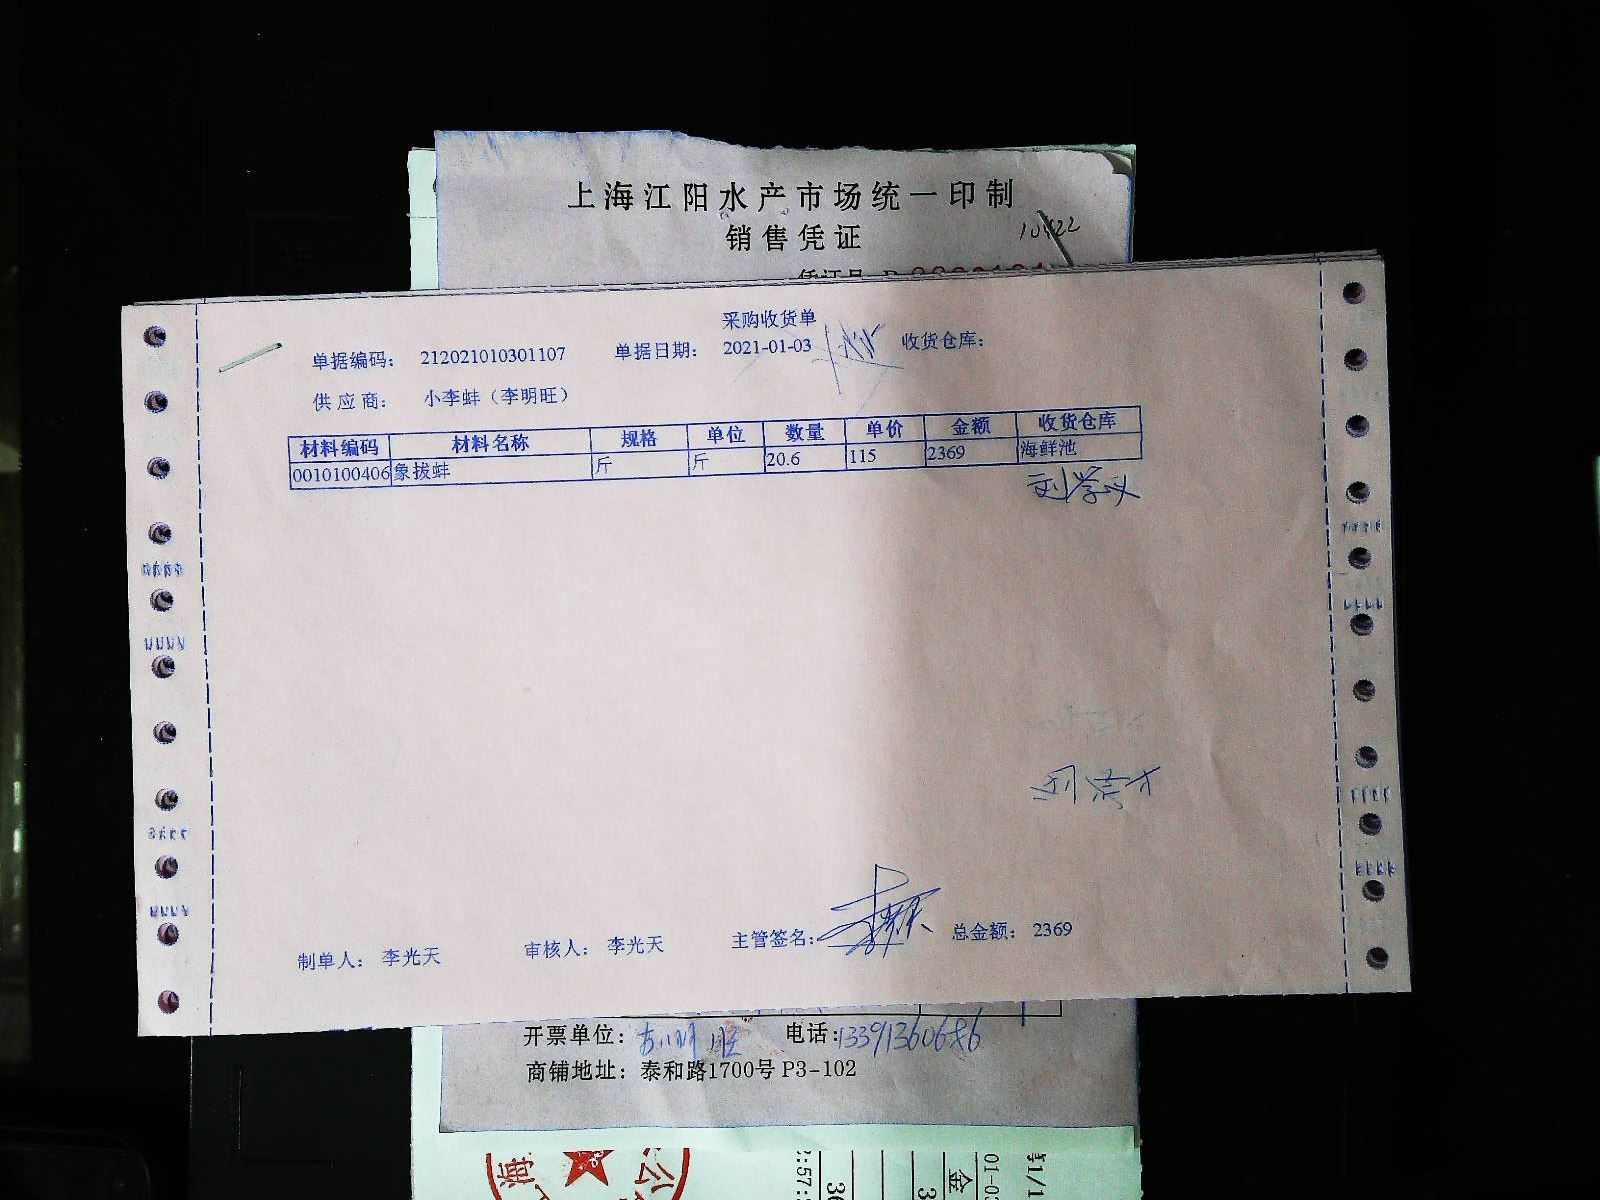 上海江阳水产市场统一印制
销售凭证
采购收货单
单据编码： 212021010301107 单据日期： 2021-01-03 收货仓库：
供应商： 小李蚌（李明旺）
材料编码 材料名称 规格 单位 数量 单价 金额 收货仓库
0010100406 象拔蚌 斤 斤 20.6 115 2369 海鲜池
制单人： 李光天 审核人： 李光天 主管签名： 总金额： 2369
开票单位： 电话：13391360686
商铺地址：泰和路1700号 P3-102
海 公